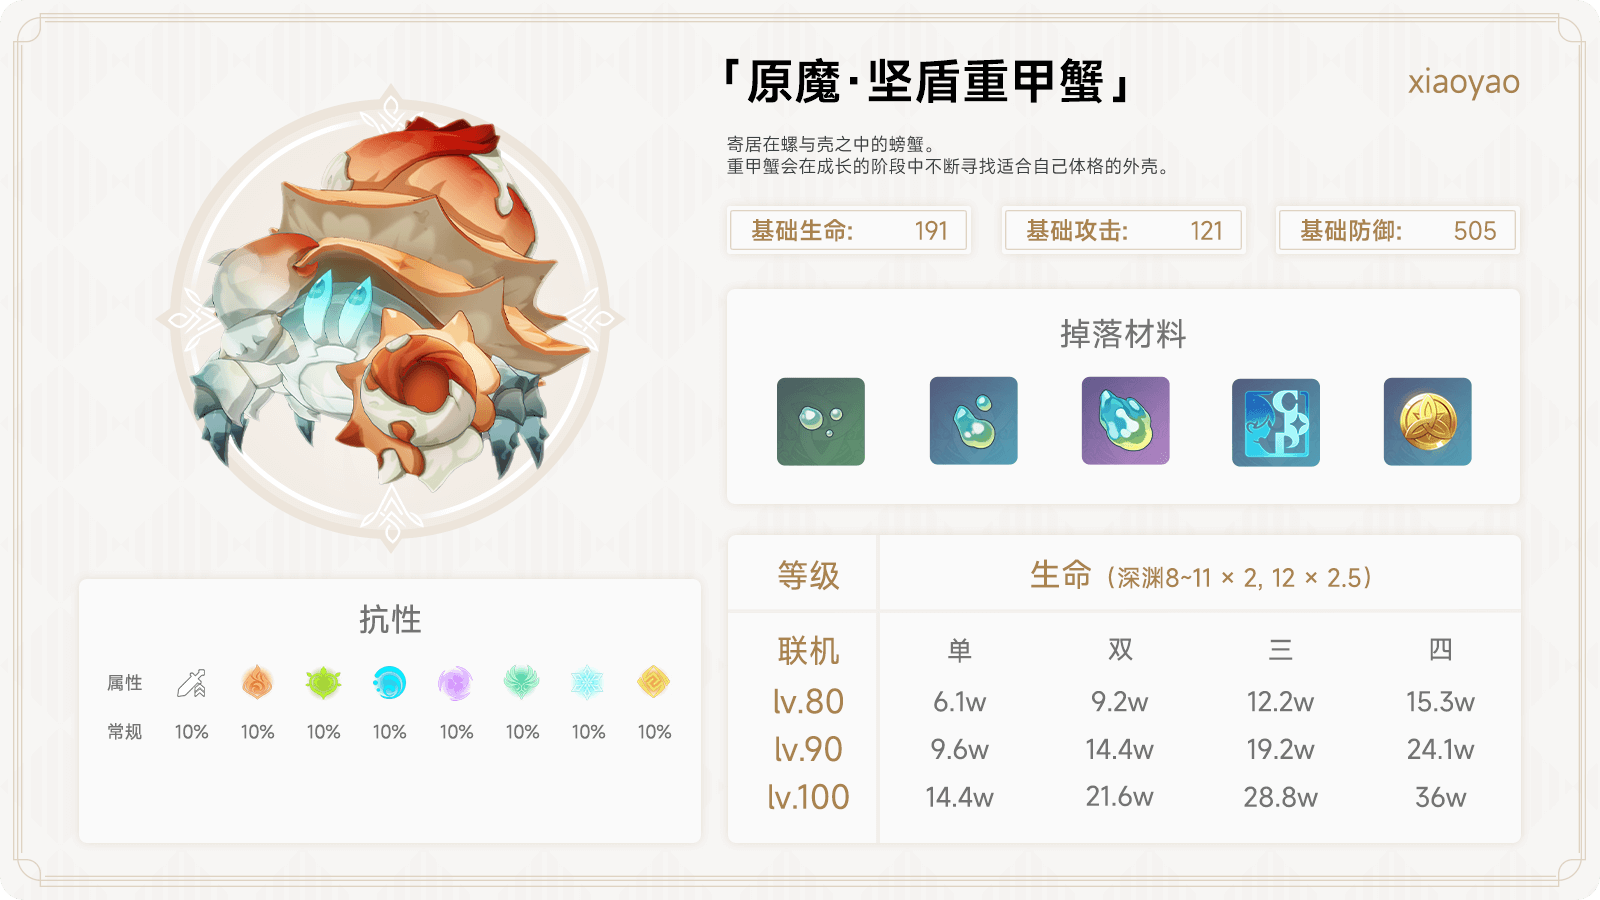 「原魔·坚盾重甲蟹」
xiaoyao
寄居在螺与壳之中的螃蟹。
重甲蟹会在成长的阶段中不断寻找适合自己体格的外壳。
基础生命: 191 基础攻击: 121 基础防御: 505
掉落材料
COP
抗性
属性
常规 10% 10% 10% 10% 10% 10% 10% 10%
等级 生命（深渊8~11 × 2, 12 × 2.5）
联机 单 双 三 四
lv.80 6.1w 9.2w 12.2w 15.3w
lv.90 9.6w 14.4w 19.2w 24.1w
lv.100 14.4w 21.6w 28.8w 36w